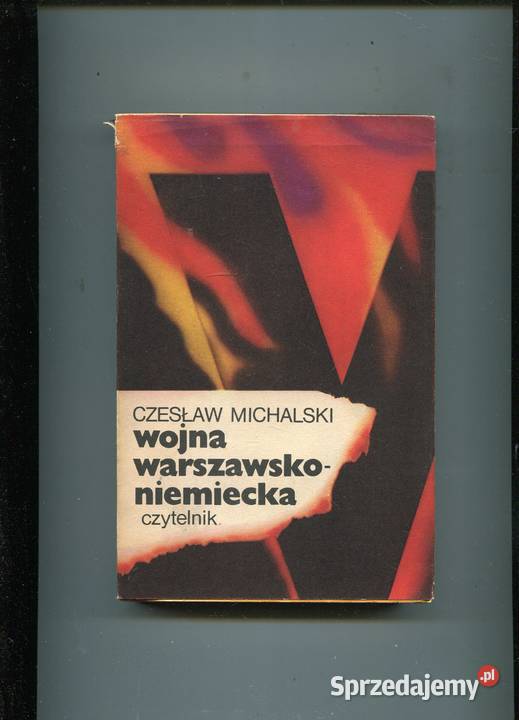 CZESŁAW MICHALSKI
wojna
warszawsko-
niemiecka
czytelnik
Sprzedajemy.pl